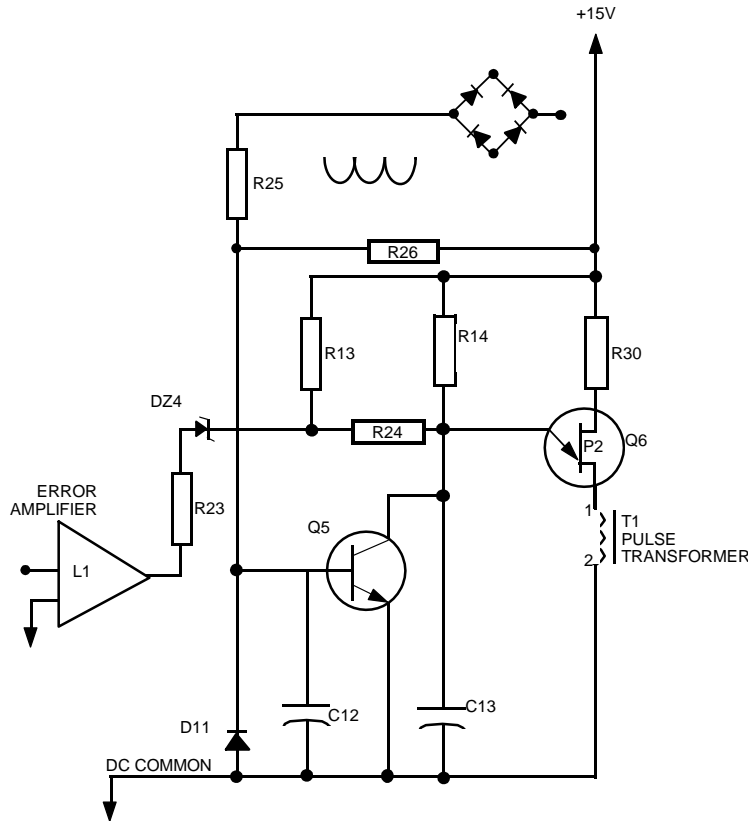 +15V
R25
R26
R13
R14
R30
DZ4
R24
P2
Q6
ERROR
AMPLIFIER
R23
Q5
1
T1
PULSE
TRANSFORMER
2
L1
C12
C13
D11
DC COMMON